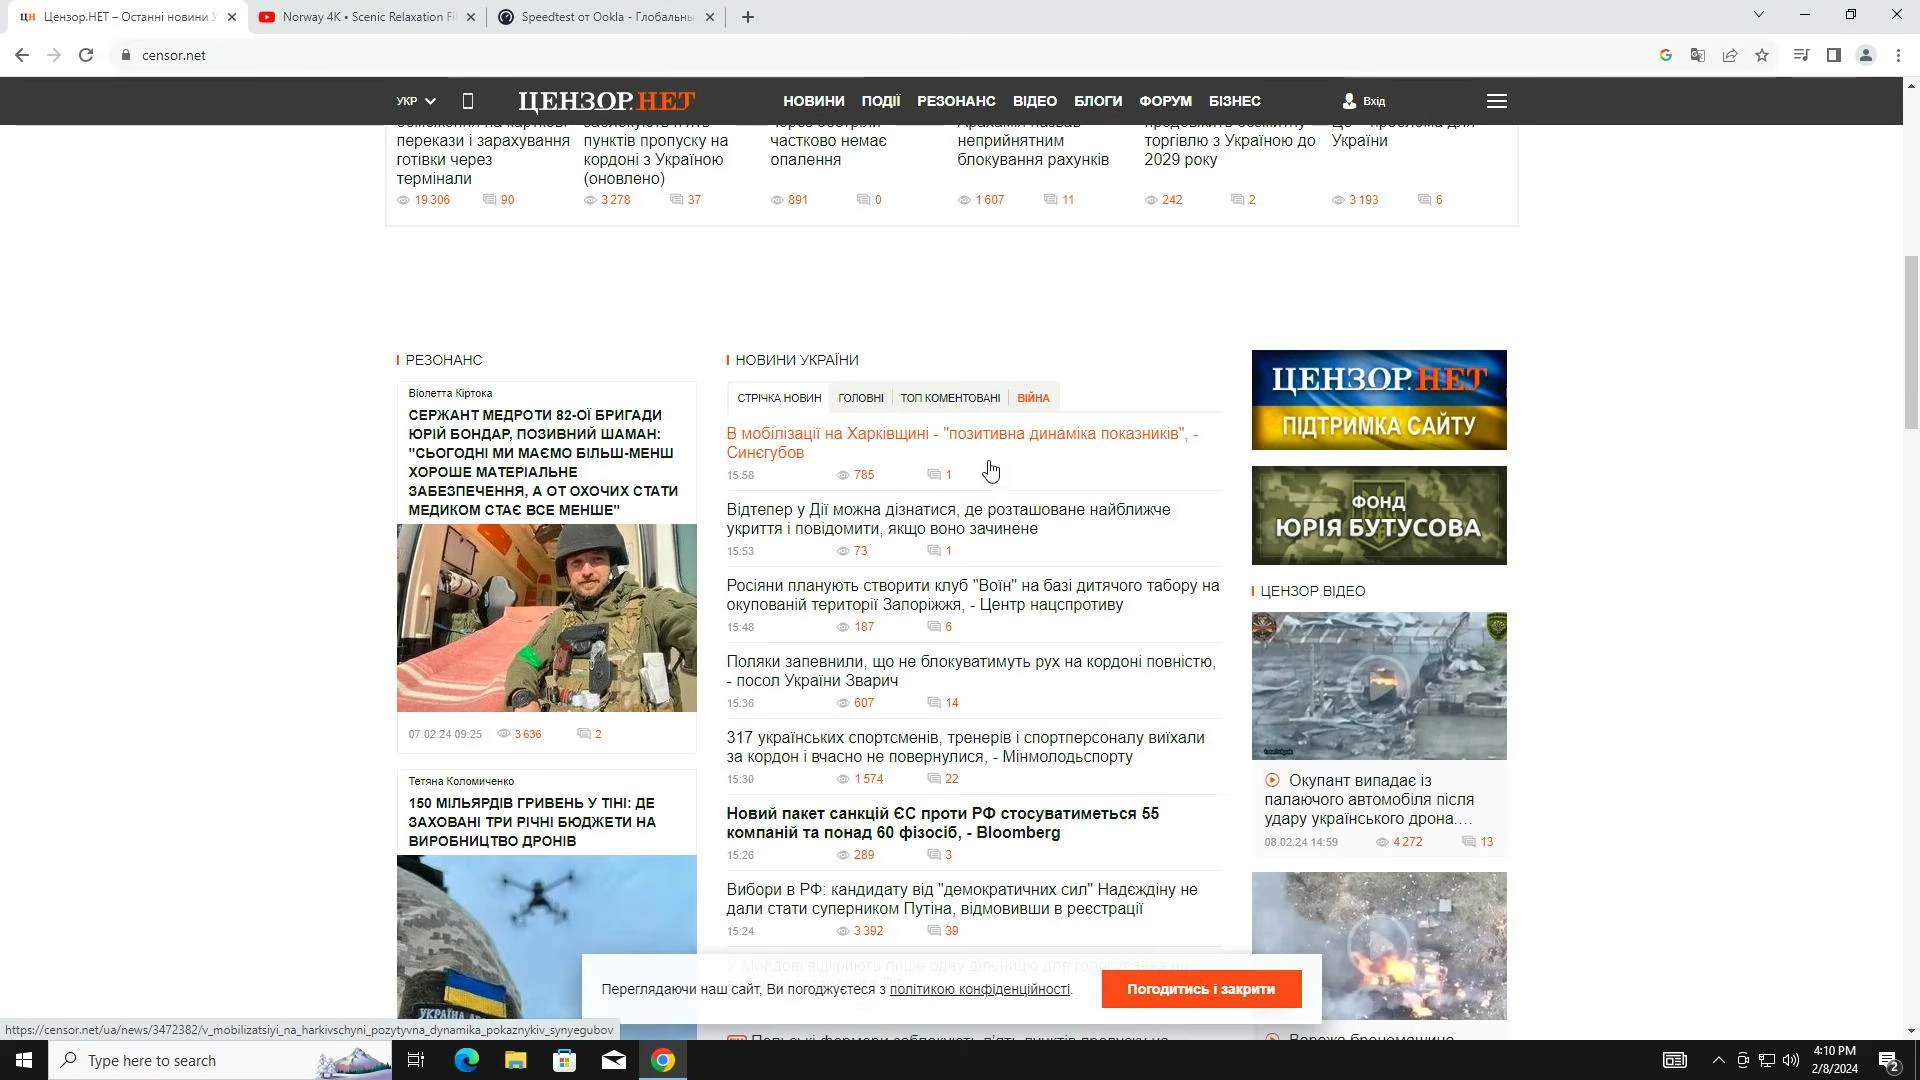 Цензор.НЕТ – Останні новини У
Norway 4K • Scenic Relaxation Fil
Speedtest от Ookla - Глобальны
censor.net
УКР
ЦЕНЗОР.НЕТ
НОВИНИ
ПОДІЇ
РЕЗОНАНС
ВІДЕО
БЛОГИ
ФОРУМ
БІЗНЕС
Вхід
перекази і зарахування
готівки через
термінали
19 306
90
пунктів пропуску на
кордоні з Україною
(оновлено)
3 278
37
частково немає
опалення
891
0
неприйнятним
блокування рахунків
1 607
11
торгівлю з Україною до
2029 року
242
2
України
3 193
6
РЕЗОНАНС
Віолетта Кіртока
СЕРЖАНТ МЕДРОТИ 82-ОЇ БРИГАДИ
ЮРІЙ БОНДАР, ПОЗИВНИЙ ШАМАН:
"СЬОГОДНІ МИ МАЄМО БІЛЬШ-МЕНШ
ХОРОШЕ МАТЕРІАЛЬНЕ
ЗАБЕЗПЕЧЕННЯ, А ОТ ОХОЧИХ СТАТИ
МЕДИКОМ СТАЄ ВСЕ МЕНШЕ"
07.02.24 09:25
3 636
2
Тетяна Коломиченко
150 МІЛЬЯРДІВ ГРИВЕНЬ У ТІНІ: ДЕ
ЗАХОВАНІ ТРИ РІЧНІ БЮДЖЕТИ НА
ВИРОБНИЦТВО ДРОНІВ
НОВИНИ УКРАЇНИ
СТРІЧКА НОВИН
ГОЛОВНІ
ТОП КОМЕНТОВАНІ
ВІЙНА
В мобілізації на Харківщині - "позитивна динаміка показників", -
Синєгубов
15:58
785
1
Відтепер у Дії можна дізнатися, де розташоване найближче
укриття і повідомити, якщо воно зачинене
15:53
73
1
Росіяни планують створити клуб "Воїн" на базі дитячого табору на
окупованій території Запоріжжя, - Центр нацспротиву
15:48
187
6
Поляки запевнили, що не блокуватимуть рух на кордоні повністю,
- посол України Зварич
15:36
607
14
317 українських спортсменів, тренерів і спортперсоналу виїхали
за кордон і вчасно не повернулися, - Мінмолодьспорту
15:30
1 574
22
Новий пакет санкцій ЄС проти РФ стосуватиметься 55
компаній та понад 60 фізосіб, - Bloomberg
15:26
289
3
Вибори в РФ: кандидату від "демократичних сил" Надєждіну не
дали стати суперником Путіна, відмовивши в реєстрації
15:24
3 392
39
ЦЕНЗОР.НЕТ
ПІДТРИМКА САЙТУ
ФОНД
ЮРІЯ БУТУСОВА
ЦЕНЗОР ВІДЕО
Окупант випадає із
палаючого автомобіля після
удару українського дрона....
08.02.24 14:59
4 272
13
Переглядаючи наш сайт, Ви погоджуєтеся з політикою конфіденційності.
Погодитись і закрити
https://censor.net/ua/news/3472382/v_mobilizatsiyi_na_harkivschyni_pozytyvna_dynamika_pokaznykiv_synyegubov
Type here to search
4:10 PM
2/8/2024
2